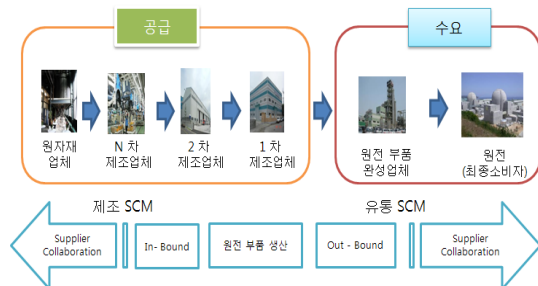 공급
수요
원자재
업체
N 차
제조업체
2 차
제조업체
1 차
제조업체
원전 부품
완성업체
원전
(최종소비자)
제조 SCM
유통 SCM
Supplier
Collaboration
In- Bound
원전 부품 생산
Out - Bound
Supplier
Collaboration